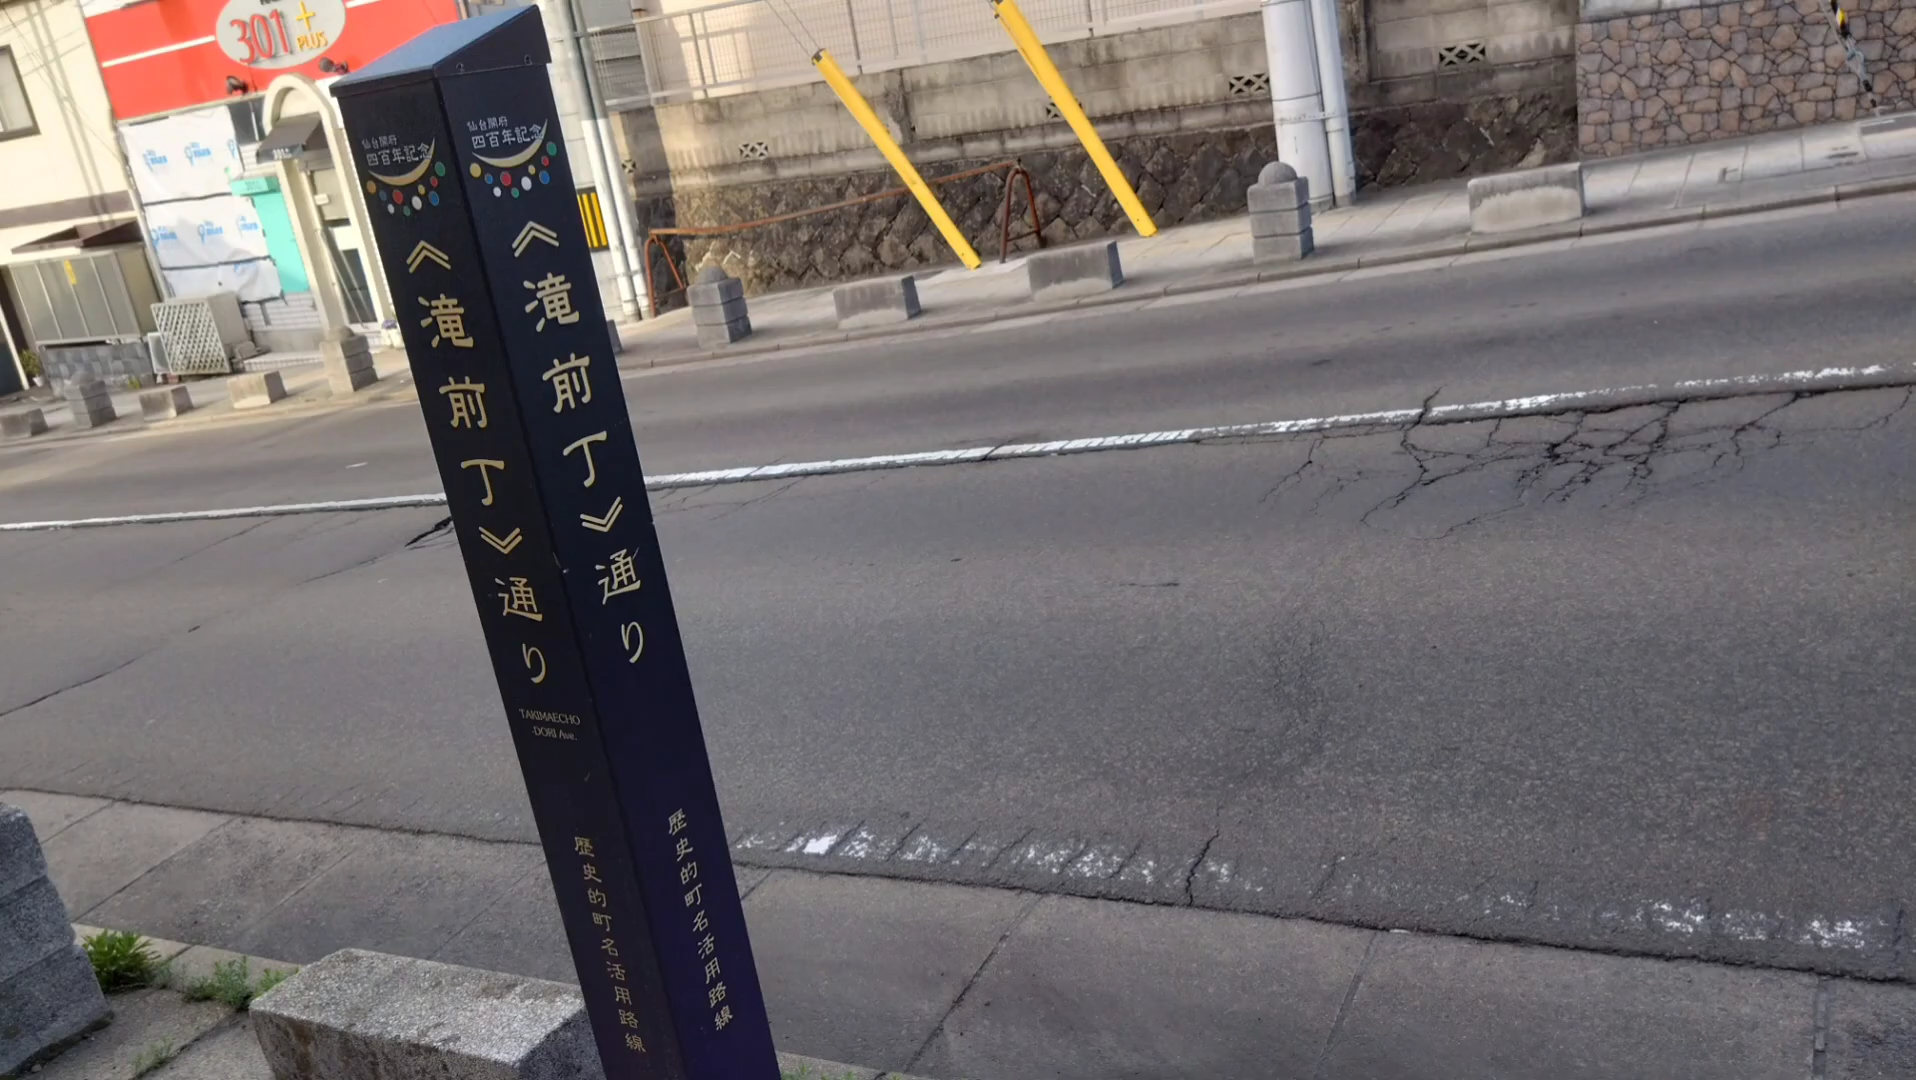 301
+
PLUS
仙台開府
四百年記念
《滝前丁》通り
TAKIMAECHO
-DORI Ave.
歴史的町名活用路線
仙台開府
四百年記念
《滝前丁》通り
歴史的町名活用路線